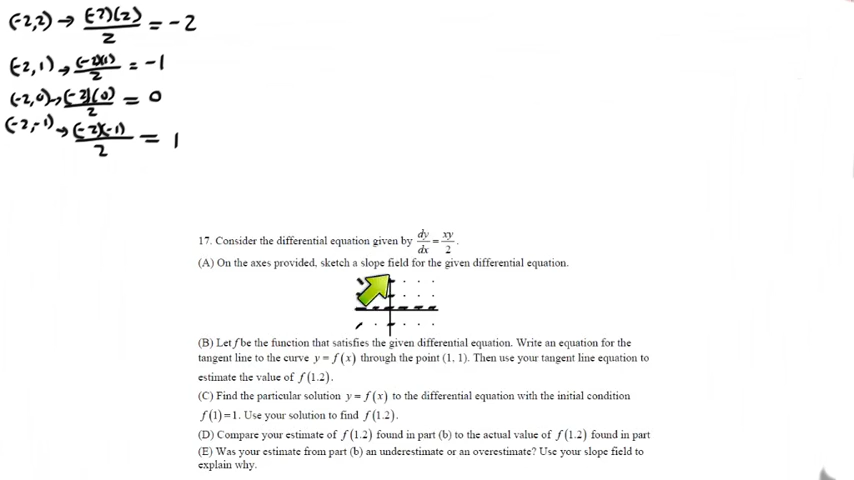 (-2,2) → (-2)(2)/2 = -2
(-2,1) → (-2)(1)/2 = -1
(-2,0) → (-2)(0)/2 = 0
(-2,-1) → (-2)(-1)/2 = 1
17. Consider the differential equation given by dy/dx = xy/2.
(A) On the axes provided, sketch a slope field for the given differential equation.
(B) Let f be the function that satisfies the given differential equation. Write an equation for the
tangent line to the curve y = f(x) through the point (1, 1). Then use your tangent line equation to
estimate the value of f(1.2).
(C) Find the particular solution y = f(x) to the differential equation with the initial condition
f(1)=1. Use your solution to find f(1.2).
(D) Compare your estimate of f(1.2) found in part (b) to the actual value of f(1.2) found in part
(E) Was your estimate from part (b) an underestimate or an overestimate? Use your slope field to
explain why.